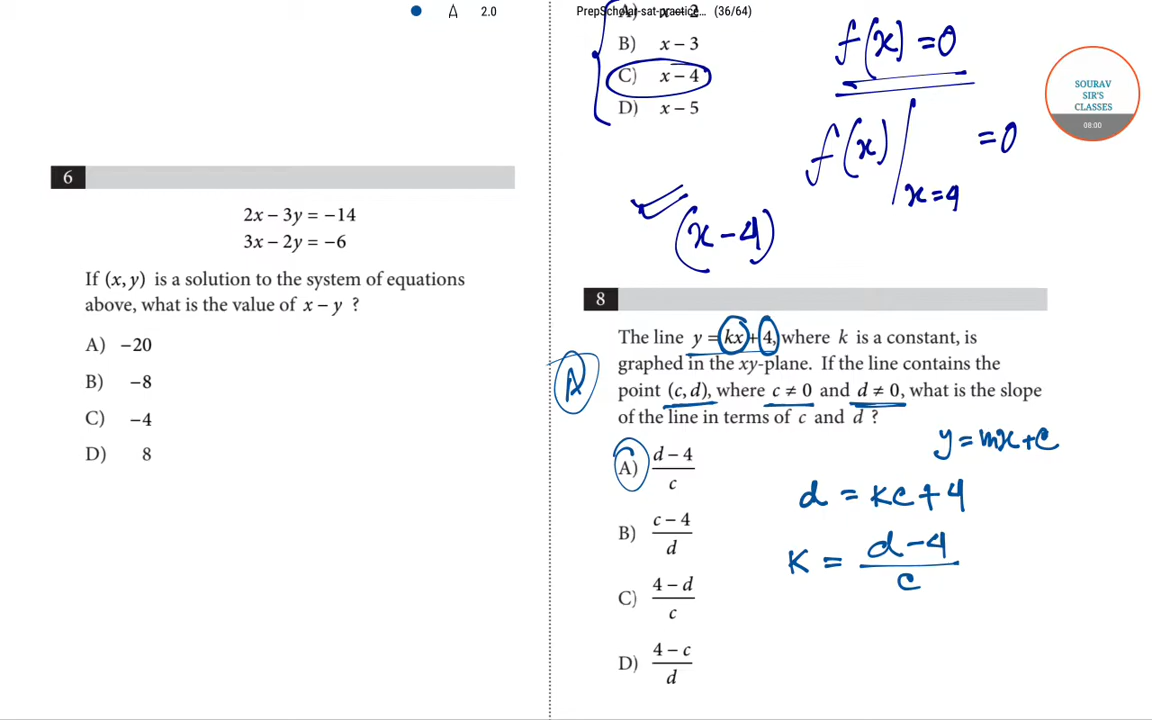 A 2.0
PrepScholar-sat-practice... (36/64)
SOURAV
SIR'S
CLASSES
08:00
6
2x − 3y = −14
3x − 2y = −6
If (x, y) is a solution to the system of equations
above, what is the value of x − y ?
A) −20
B) −8
C) −4
D) 8
A) x − 2
B) x − 3
C) x − 4
D) x − 5
f(x) = 0
f(x) | x=4 = 0
(x−4)
8
The line y = kx + 4, where k is a constant, is
graphed in the xy-plane. If the line contains the
point (c, d), where c ≠ 0 and d ≠ 0, what is the slope
of the line in terms of c and d ?
A
A) d − 4
c
B) c − 4
d
C) 4 − d
c
D) 4 − c
d
y = mx + c
d = kc + 4
K = d − 4
c